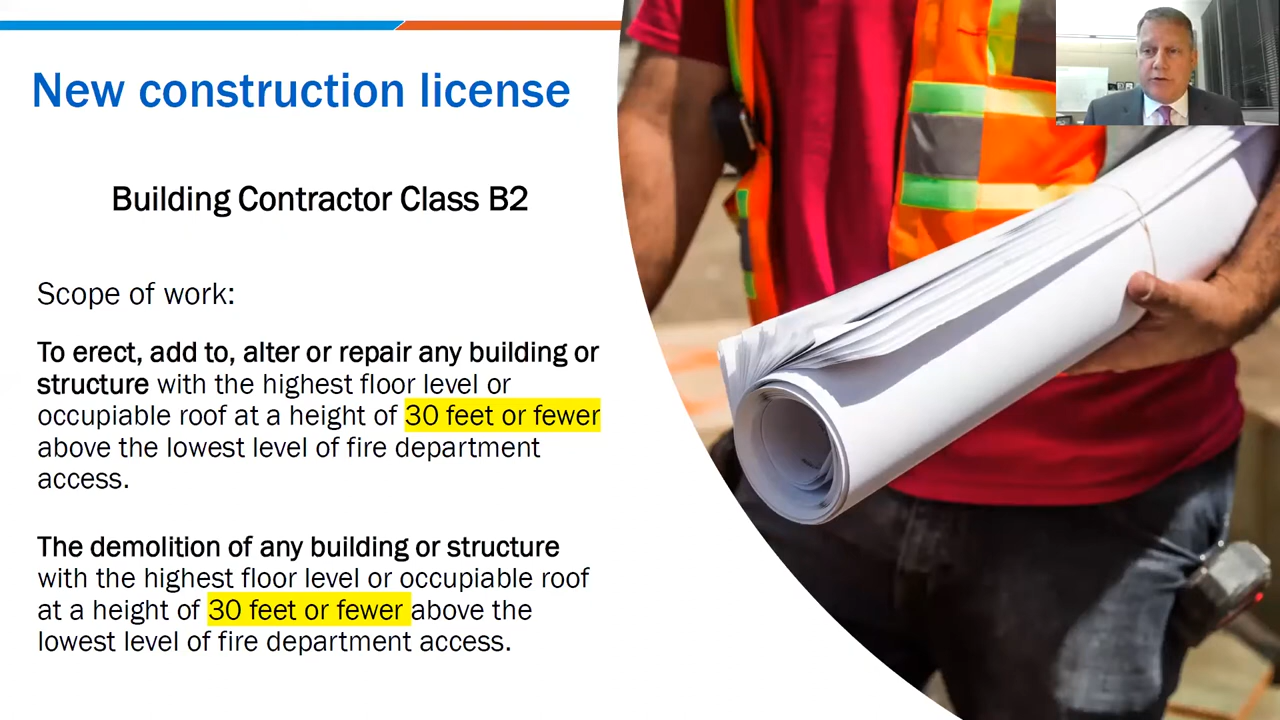 New construction license
Building Contractor Class B2
Scope of work:
To erect, add to, alter or repair any building or
structure with the highest floor level or
occupiable roof at a height of 30 feet or fewer
above the lowest level of fire department
access.
The demolition of any building or structure
with the highest floor level or occupiable roof
at a height of 30 feet or fewer above the
lowest level of fire department access.